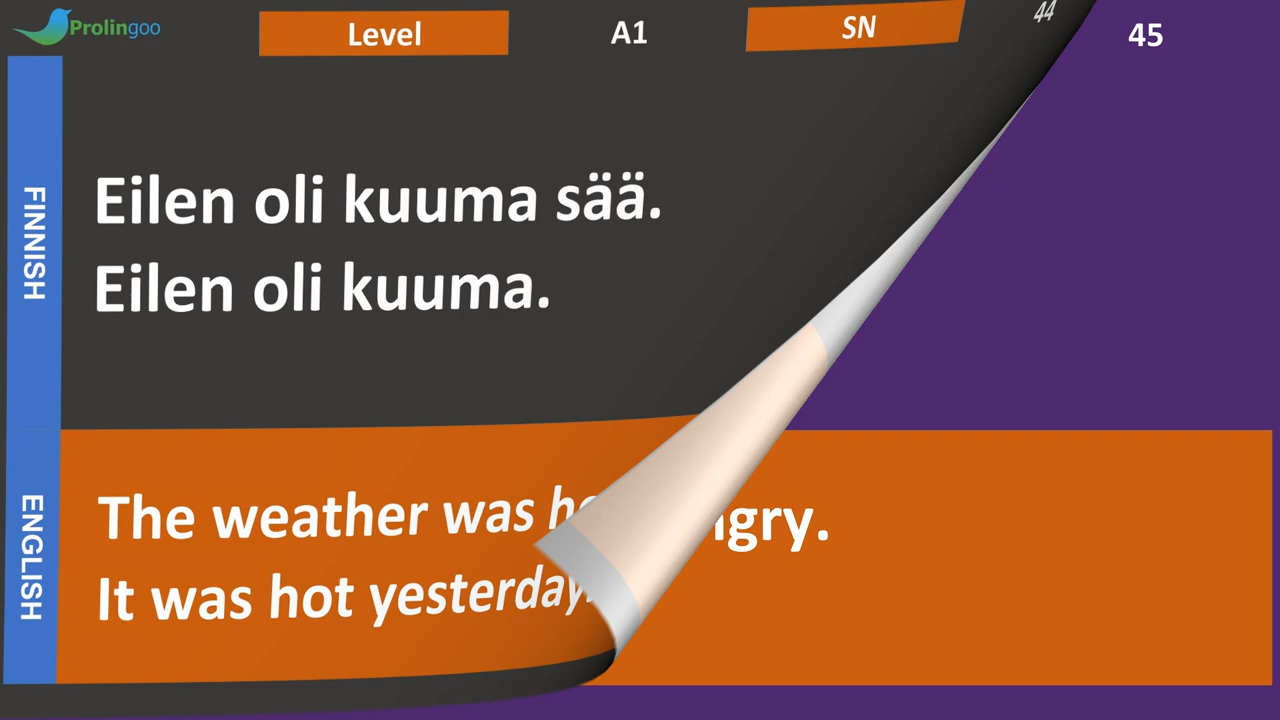 Prolingoo
Level A1 SN 44 45
FINNISH
Eilen oli kuuma sää.
Eilen oli kuuma.
ENGLISH
The weather was
It was hot yesterday